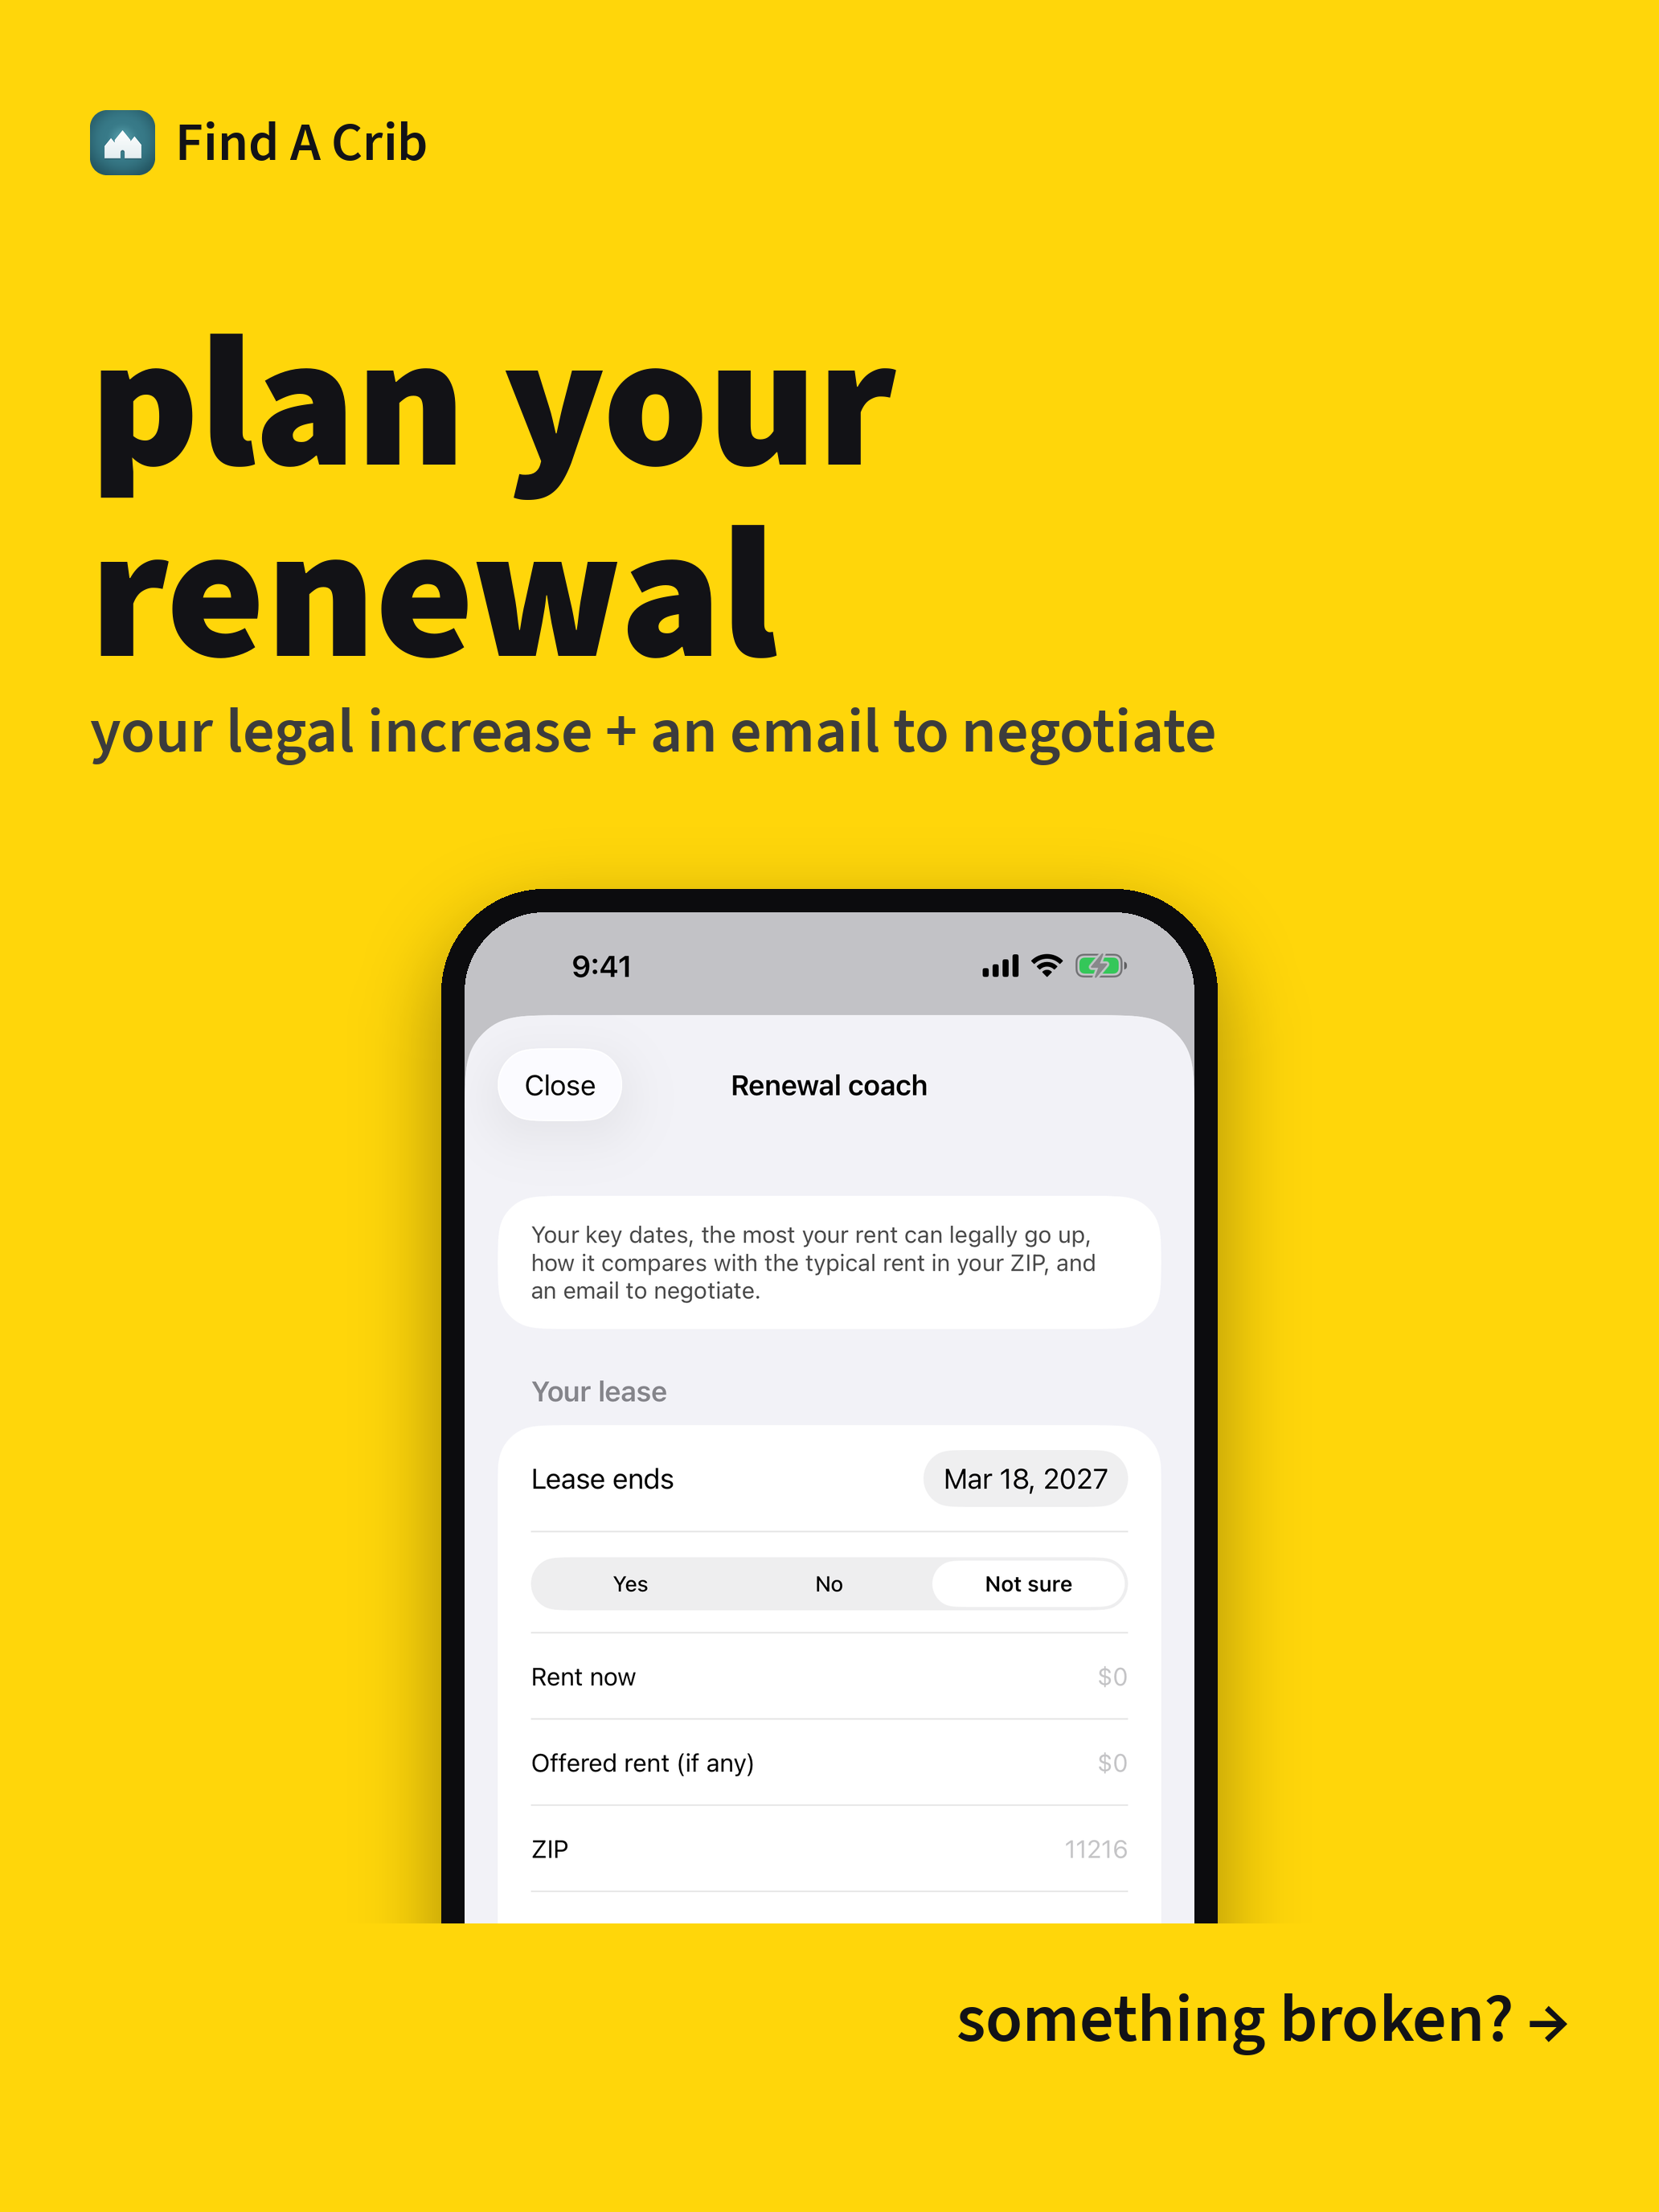 Find A Crib
plan your
renewal
your legal increase + an email to negotiate
9:41
Close
Renewal coach
Your key dates, the most your rent can legally go up,
how it compares with the typical rent in your ZIP, and
an email to negotiate.
Your lease
Lease ends
Mar 18, 2027
Yes
No
Not sure
Rent now
$0
Offered rent (if any)
$0
ZIP
11216
something broken? →